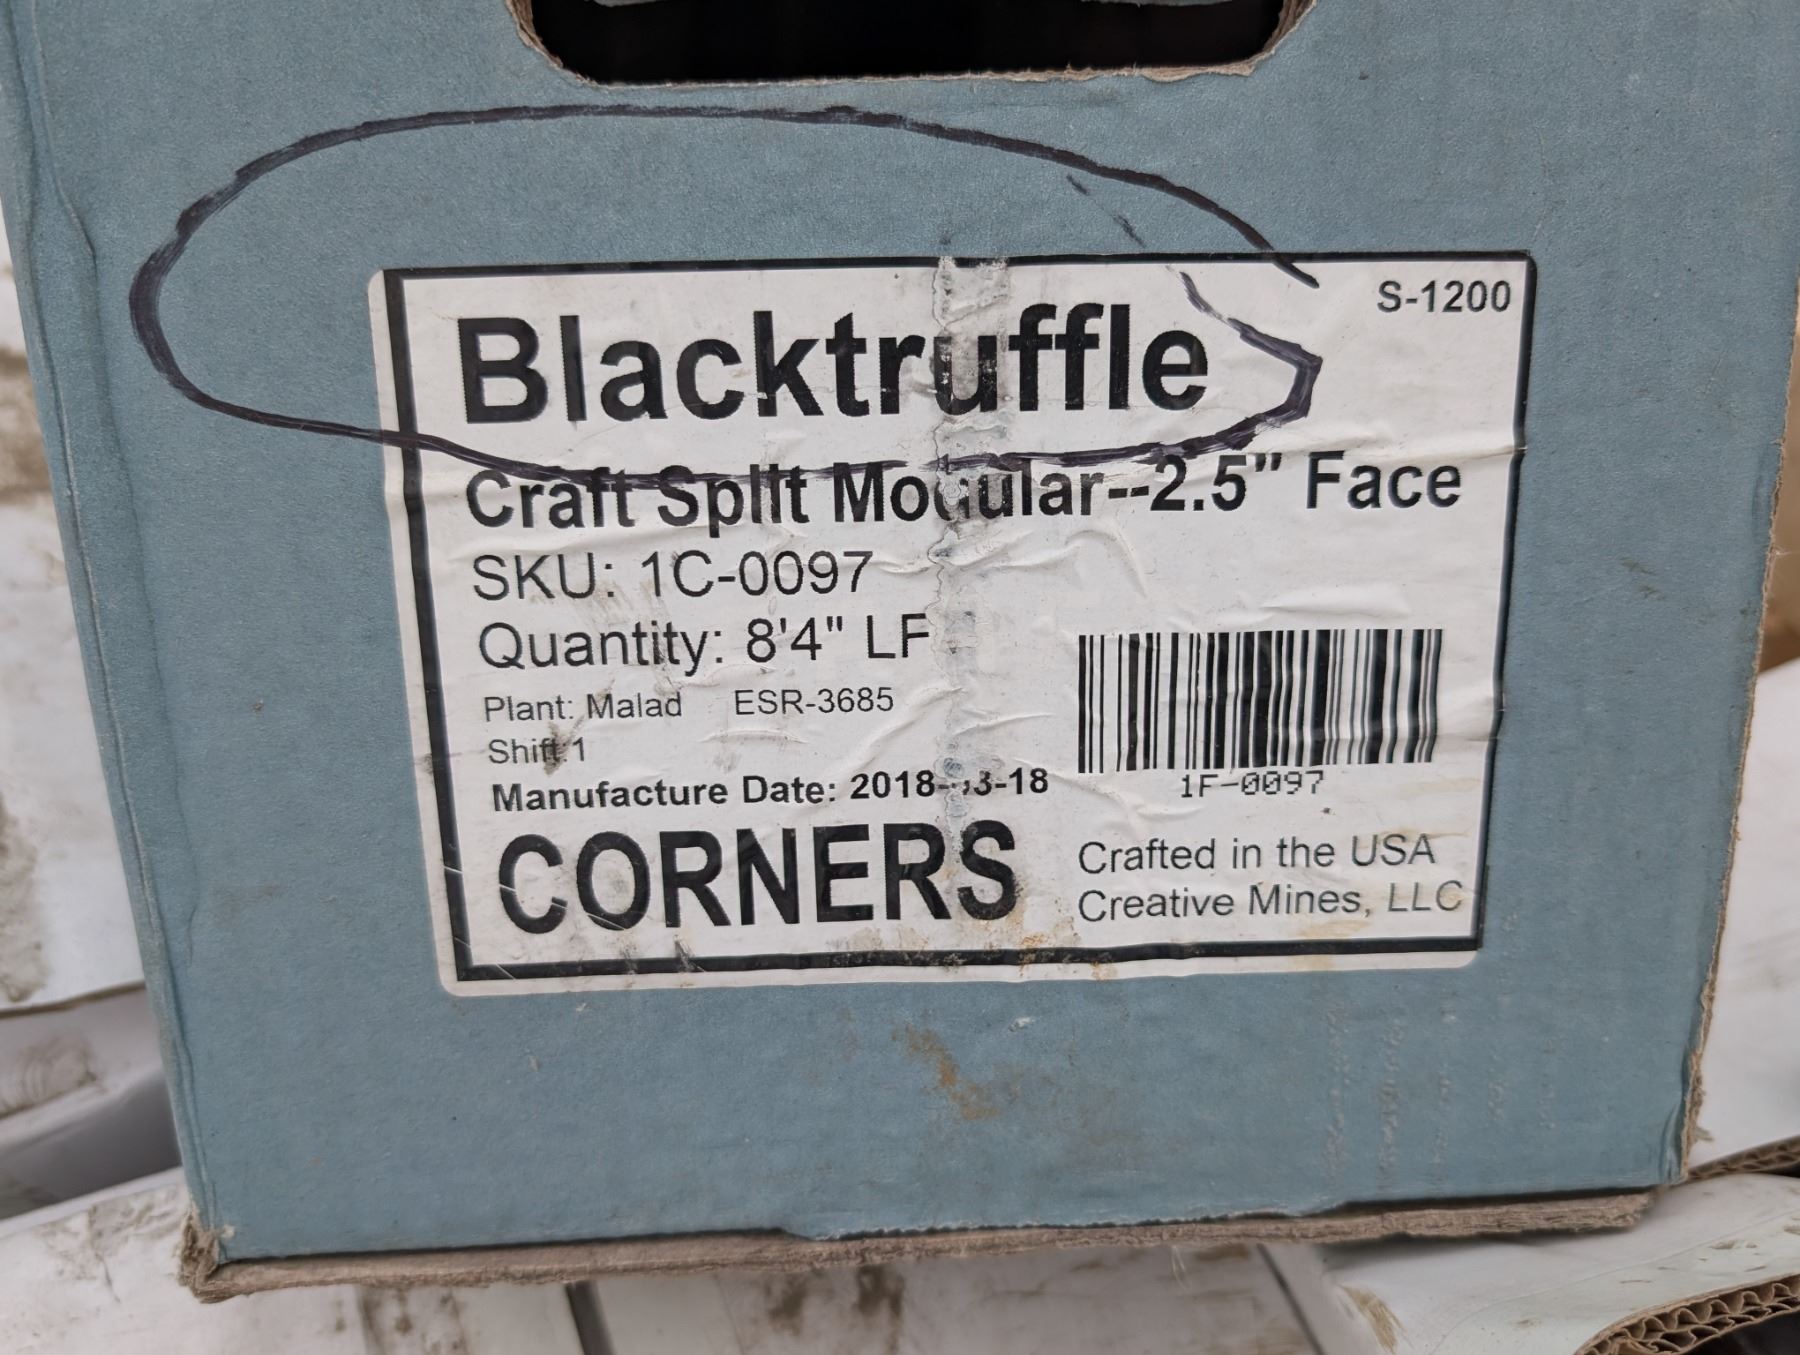 S-1200
Blacktruffle
Craft Split Modular--2.5" Face
SKU: 1C-0097
Quantity: 8'4" LF
Plant: Malad ESR-3685
Shift:1
Manufacture Date:
1F-0097
CORNERS
Crafted in the USA
Creative Mines, LLC